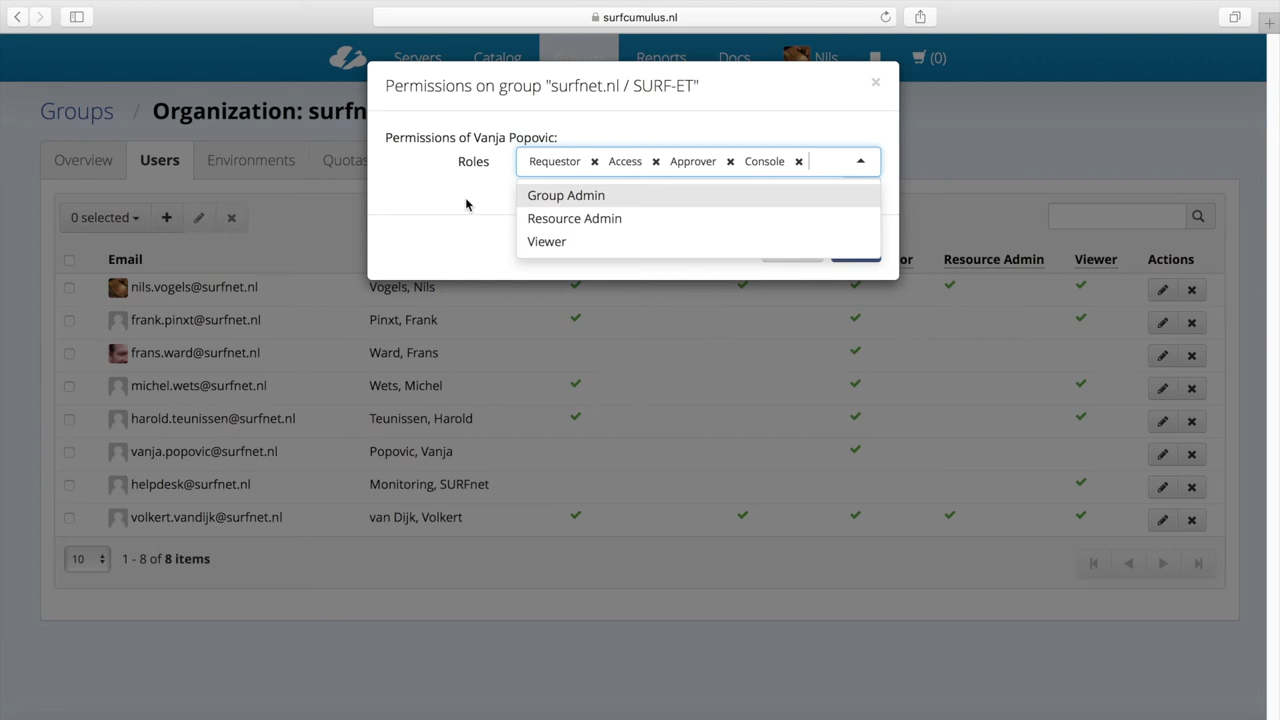 surfcumulus.nl
Servers Catalog Reports Docs Nils (0)
Permissions on group "surfnet.nl / SURF-ET" ×
Groups / Organization: surfn
Permissions of Vanja Popovic:
Roles Requestor × Access × Approver × Console ×
Overview Users Environments Quotas
Group Admin
Resource Admin
Viewer
0 selected
Email or Resource Admin Viewer Actions
nils.vogels@surfnet.nl Vogels, Nils
frank.pinxt@surfnet.nl Pinxt, Frank
frans.ward@surfnet.nl Ward, Frans
michel.wets@surfnet.nl Wets, Michel
harold.teunissen@surfnet.nl Teunissen, Harold
vanja.popovic@surfnet.nl Popovic, Vanja
helpdesk@surfnet.nl Monitoring, SURFnet
volkert.vandijk@surfnet.nl van Dijk, Volkert
10 1 - 8 of 8 items